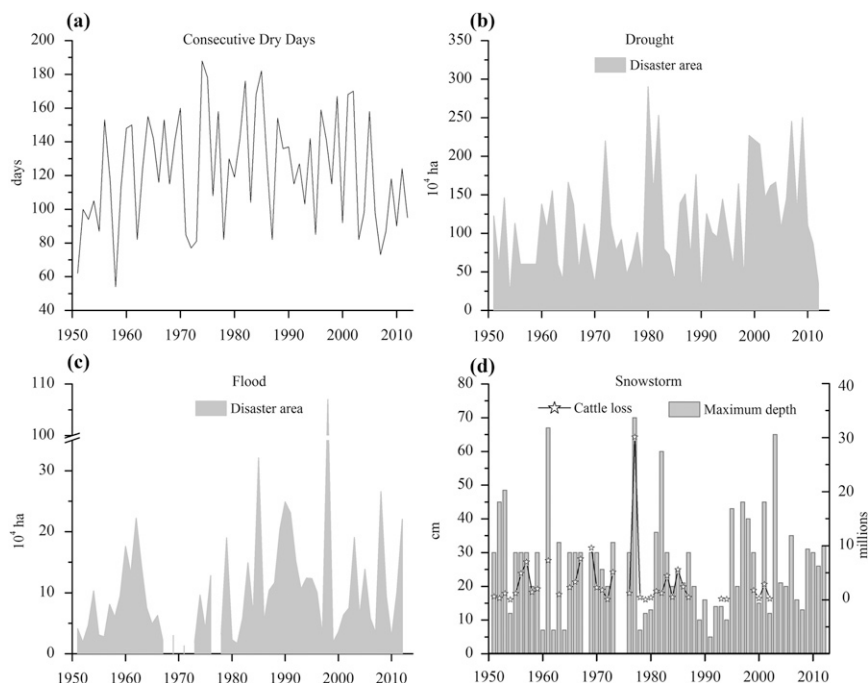 (a)
Consecutive Dry Days
200
180
160
140
120
100
80
60
40
days
1950 1960 1970 1980 1990 2000 2010
(b)
Drought
Disaster area
350
300
250
200
150
100
50
0
10⁴ ha
1950 1960 1970 1980 1990 2000 2010
(c)
Flood
Disaster area
110
100
30
20
10
0
10⁴ ha
1950 1960 1970 1980 1990 2000 2010
(d)
Snowstorm
Cattle loss Maximum depth
80
70
60
50
40
30
20
10
0
cm
40
30
20
10
0
millions
1950 1960 1970 1980 1990 2000 2010